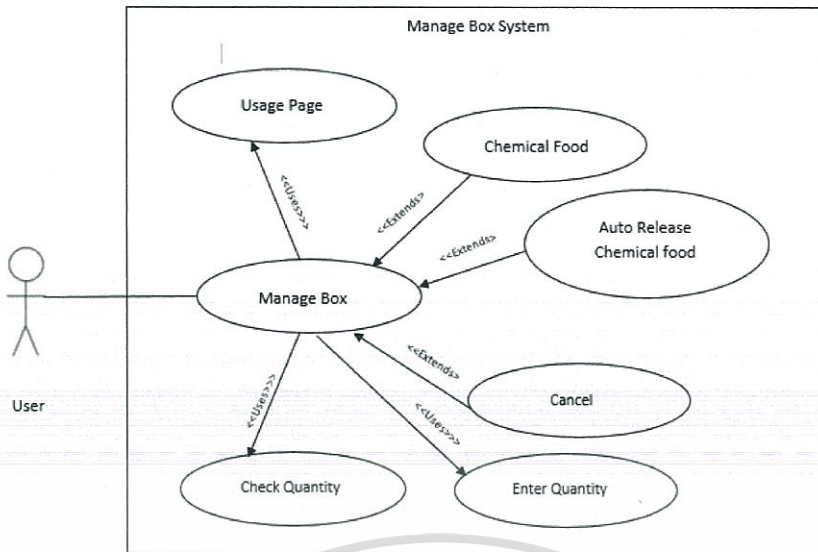 Manage Box System
Usage Page
Chemical Food
<<Uses>>>
<<Extends>
Auto Release
Chemical food
<<Extends>
Manage Box
User
<<Extends>
Cancel
<<Uses>>>
<<Uses>>>
Check Quantity
Enter Quantity